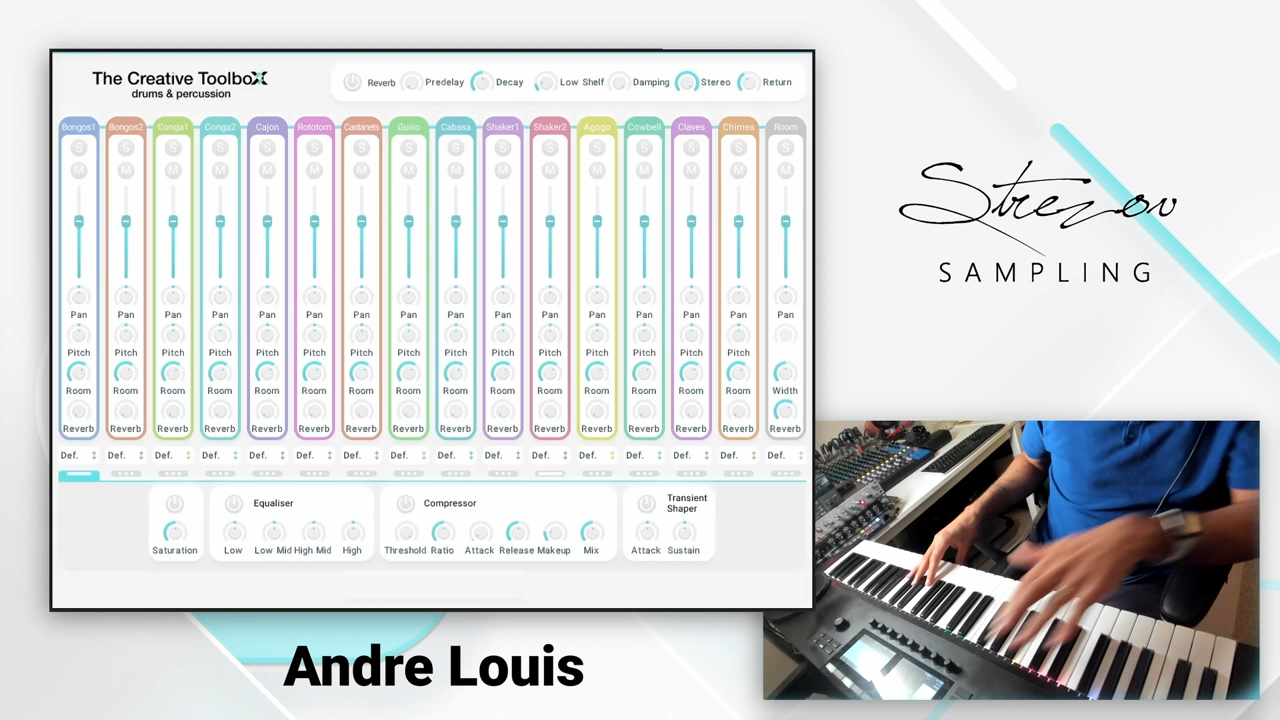 The Creative ToolboX
drums & percussion
Reverb Predelay Decay Low Shelf Damping Stereo Return
Bongos1 Bongos2 Conga1 Conga2 Cajon Rototom Castanets Guiro Cabasa Shaker1 Shaker2 Agogo Cowbell Claves Chimes Room
S S S S S S S S S S S S S S S S
M M M M M M M M M M M M M M M M
Pan Pan Pan Pan Pan Pan Pan Pan Pan Pan Pan Pan Pan Pan Pan Pan
Pitch Pitch Pitch Pitch Pitch Pitch Pitch Pitch Pitch Pitch Pitch Pitch Pitch Pitch Pitch
Room Room Room Room Room Room Room Room Room Room Room Room Room Room Room Width
Reverb Reverb Reverb Reverb Reverb Reverb Reverb Reverb Reverb Reverb Reverb Reverb Reverb Reverb Reverb Reverb
Def. Def. Def. Def. Def. Def. Def. Def. Def. Def. Def. Def. Def. Def. Def. Def.
Equaliser Compressor Transient
Shaper
Saturation Low Low Mid High Mid High Threshold Ratio Attack Release Makeup Mix Attack Sustain
Strezov
SAMPLING
Andre Louis